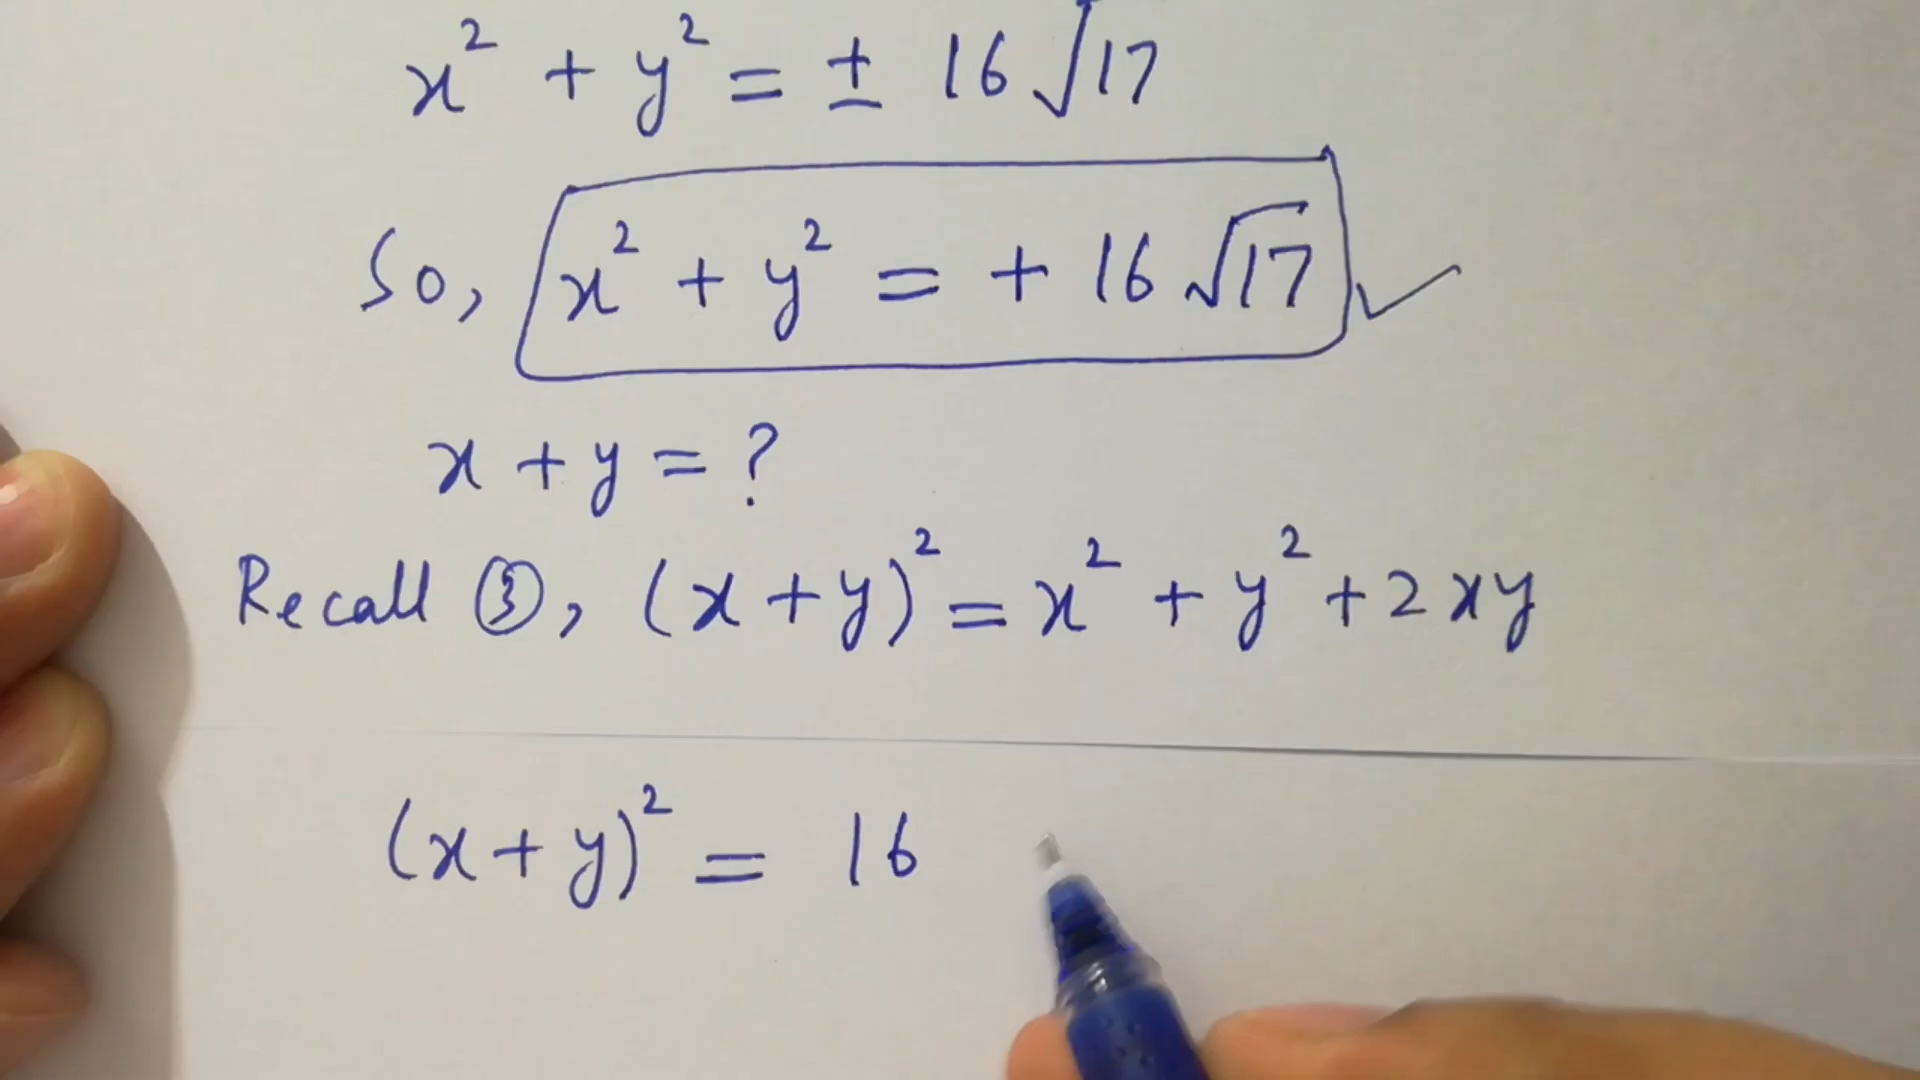 x² + y² = ± 16√17
So, x² + y² = + 16√17 ✓
x + y = ?
Recall ③, (x + y)² = x² + y² + 2xy
(x + y)² = 16